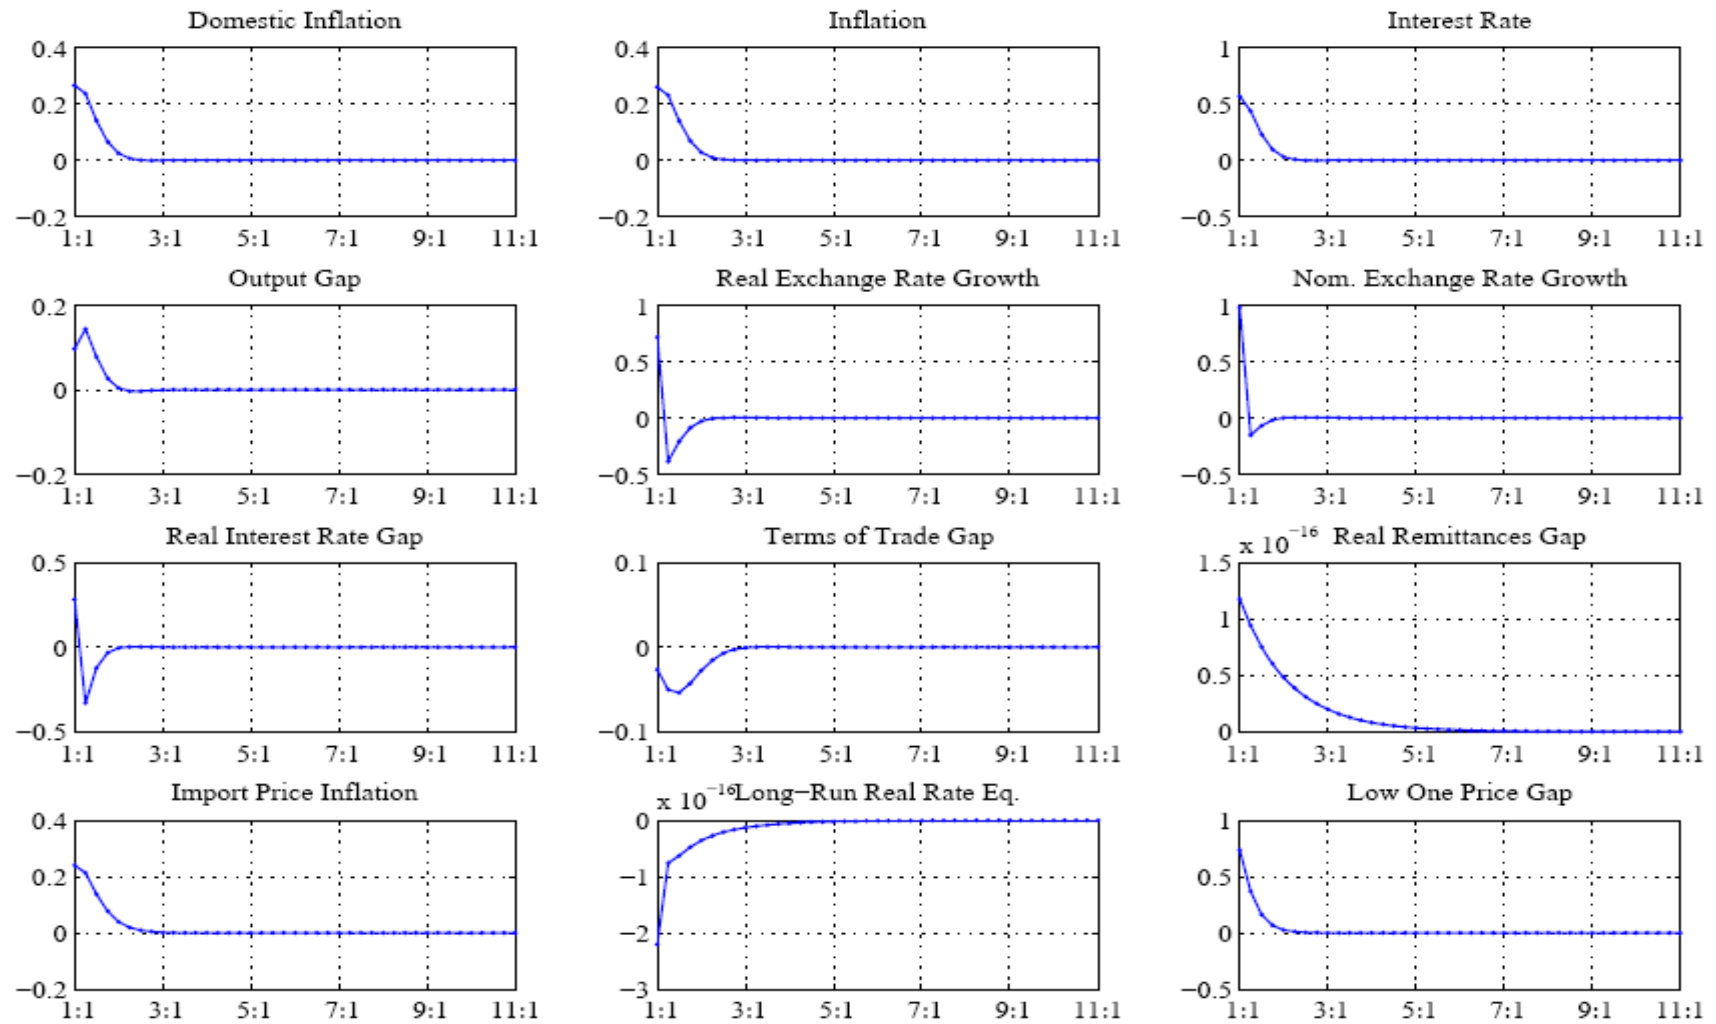 Domestic Inflation
0.4
0.2
0
−0.2
1:1 3:1 5:1 7:1 9:1 11:1
Inflation
0.4
0.2
0
−0.2
1:1 3:1 5:1 7:1 9:1 11:1
Interest Rate
1
0.5
0
−0.5
1:1 3:1 5:1 7:1 9:1 11:1
Output Gap
0.2
0
−0.2
1:1 3:1 5:1 7:1 9:1 11:1
Real Exchange Rate Growth
1
0.5
0
−0.5
1:1 3:1 5:1 7:1 9:1 11:1
Nom. Exchange Rate Growth
1
0.5
0
−0.5
1:1 3:1 5:1 7:1 9:1 11:1
Real Interest Rate Gap
0.5
0
−0.5
1:1 3:1 5:1 7:1 9:1 11:1
Terms of Trade Gap
0.1
0
−0.1
1:1 3:1 5:1 7:1 9:1 11:1
x 10⁻¹⁶ Real Remittances Gap
1.5
1
0.5
0
1:1 3:1 5:1 7:1 9:1 11:1
Import Price Inflation
0.4
0.2
0
−0.2
1:1 3:1 5:1 7:1 9:1 11:1
x 10⁻¹⁶Long−Run Real Rate Eq.
0
−1
−2
−3
1:1 3:1 5:1 7:1 9:1 11:1
Low One Price Gap
1
0.5
0
−0.5
1:1 3:1 5:1 7:1 9:1 11:1